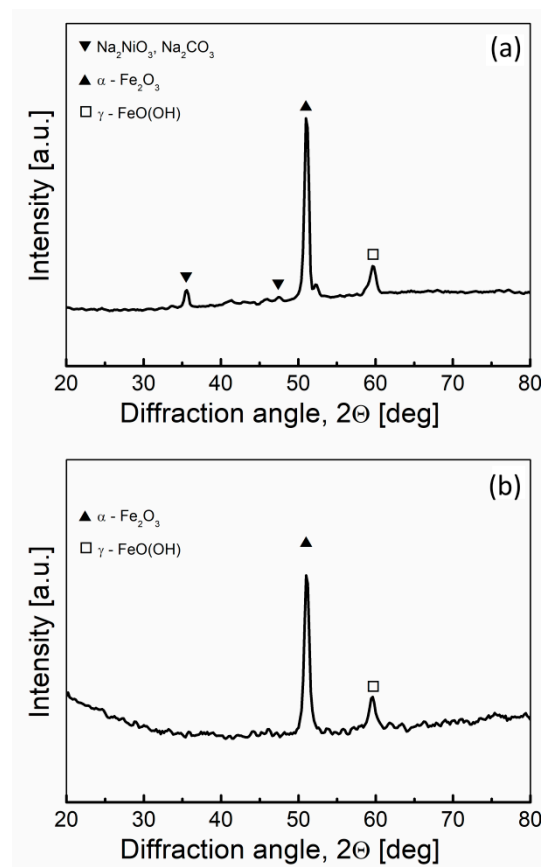 (a)
▼ Na₂NiO₃, Na₂CO₃
▲ α - Fe₂O₃
□ γ - FeO(OH)
Intensity [a.u.]
20 30 40 50 60 70 80
Diffraction angle, 2Θ [deg]
(b)
▲ α - Fe₂O₃
□ γ - FeO(OH)
Intensity [a.u.]
20 30 40 50 60 70 80
Diffraction angle, 2Θ [deg]